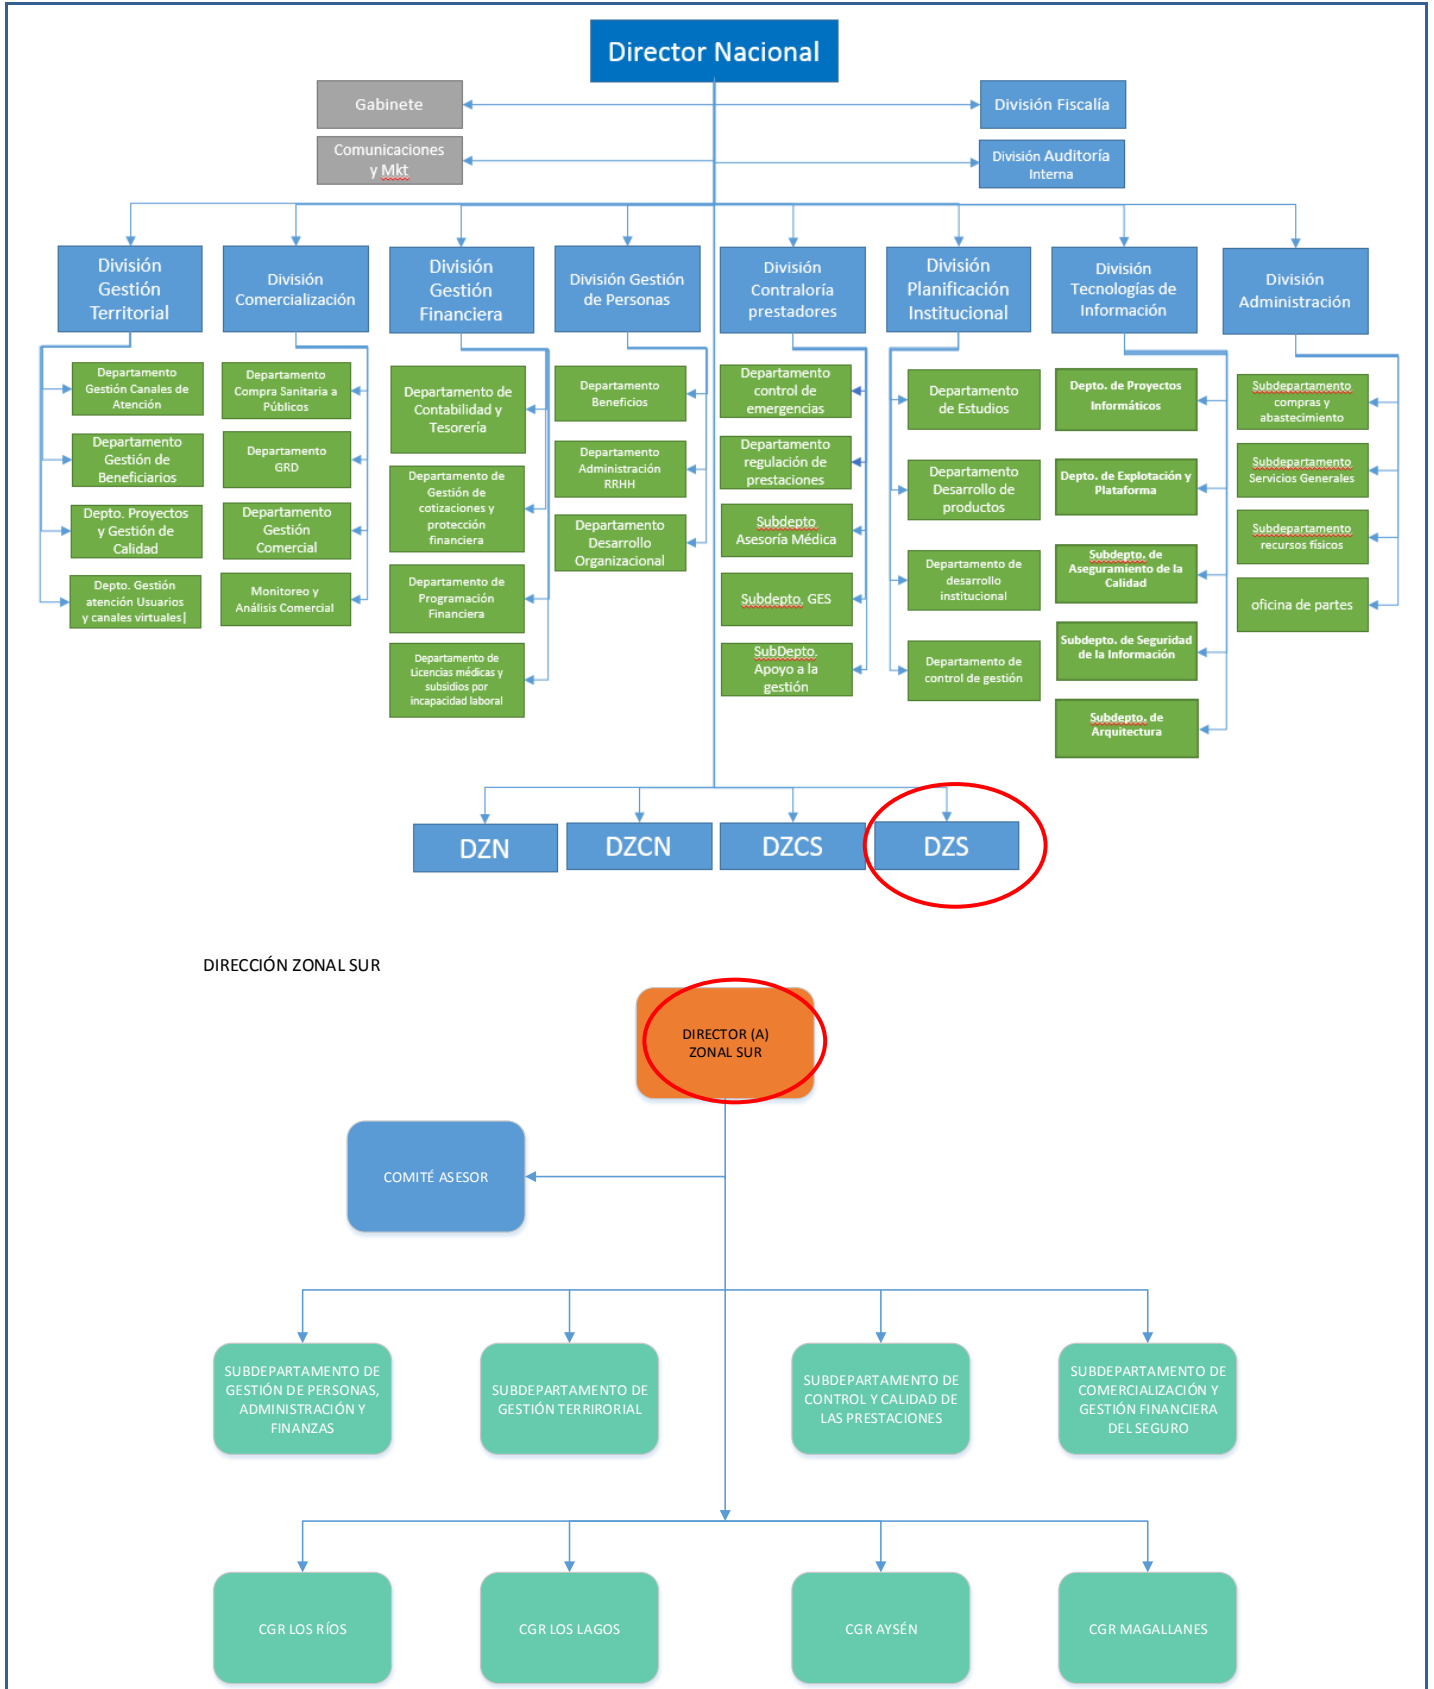 Director Nacional
Gabinete
División Fiscalía
Comunicaciones
y Mkt
División Auditoría
Interna
División
Gestión
Territorial
División
Comercialización
División
Gestión
Financiera
División Gestión
de Personas
División
Contraloría
prestadores
División
Planificación
Institucional
División
Tecnologías de
Información
División
Administración
Departamento
Gestión Canales de
Atención
Departamento
Gestión de
Beneficiarios
Depto. Proyectos
y Gestión de
Calidad
Depto. Gestión
atención Usuarios
y canales virtuales|
Departamento
Compra Sanitaria a
Públicos
Departamento
GRD
Departamento
Gestión
Comercial
Monitoreo y
Análisis Comercial
Departamento de
Contabilidad y
Tesorería
Departamento de
Gestión de
cotizaciones y
protección
financiera
Departamento de
Programación
Financiera
Departamento de
Licencias médicas y
subsidios por
incapacidad laboral
Departamento
Beneficios
Departamento
Administración
RRHH
Departamento
Desarrollo
Organizacional
Departamento
control de
emergencias
Departamento
regulación de
prestaciones
Subdepto
Asesoría Médica
Subdepto. GES
SubDepto.
Apoyo a la
gestión
Departamento
de Estudios
Departamento
Desarrollo de
productos
Departamento de
desarrollo
institucional
Departamento de
control de gestión
Depto. de Proyectos
Informáticos
Depto. de Explotación y
Plataforma
Subdepto. de
Aseguramiento de la
Calidad
Subdepto. de Seguridad
de la Información
Subdepto. de
Arquitectura
Subdepartamento
compras y
abastecimiento
Subdepartamento
Servicios Generales
Subdepartamento
recursos físicos
oficina de partes
DZN
DZCN
DZCS
DZS
DIRECCIÓN ZONAL SUR
DIRECTOR (A)
ZONAL SUR
COMITÉ ASESOR
SUBDEPARTAMENTO DE
GESTIÓN DE PERSONAS,
ADMINISTRACIÓN Y
FINANZAS
SUBDEPARTAMENTO DE
GESTIÓN TERRIRORIAL
SUBDEPARTAMENTO DE
CONTROL Y CALIDAD DE
LAS PRESTACIONES
SUBDEPARTAMENTO DE
COMERCIALIZACIÓN Y
GESTIÓN FINANCIERA
DEL SEGURO
CGR LOS RÍOS
CGR LOS LAGOS
CGR AYSÉN
CGR MAGALLANES